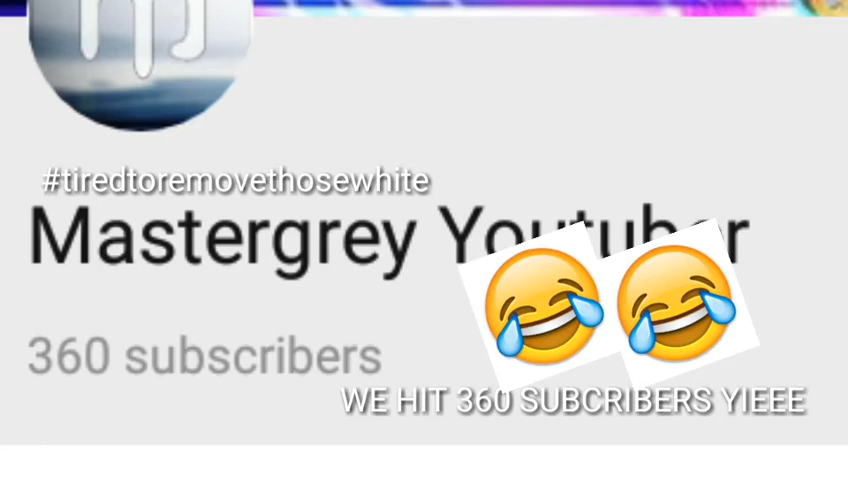 #tiredtoremovethosewhite
Mastergrey Youtuber
360 subscribers
WE HIT 360 SUBCRIBERS YIEEE